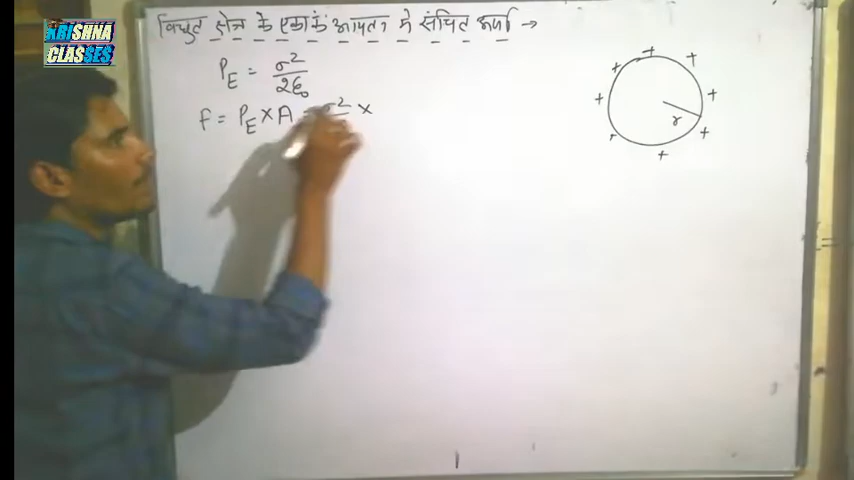 KRISHNA
CLASSES
विद्युत क्षेत्र के एकांक आयतन मे संचित ऊर्जा →
P_E = σ²/2ε₀
F = P_E × A = σ² ×
+ + + + + + + +
r